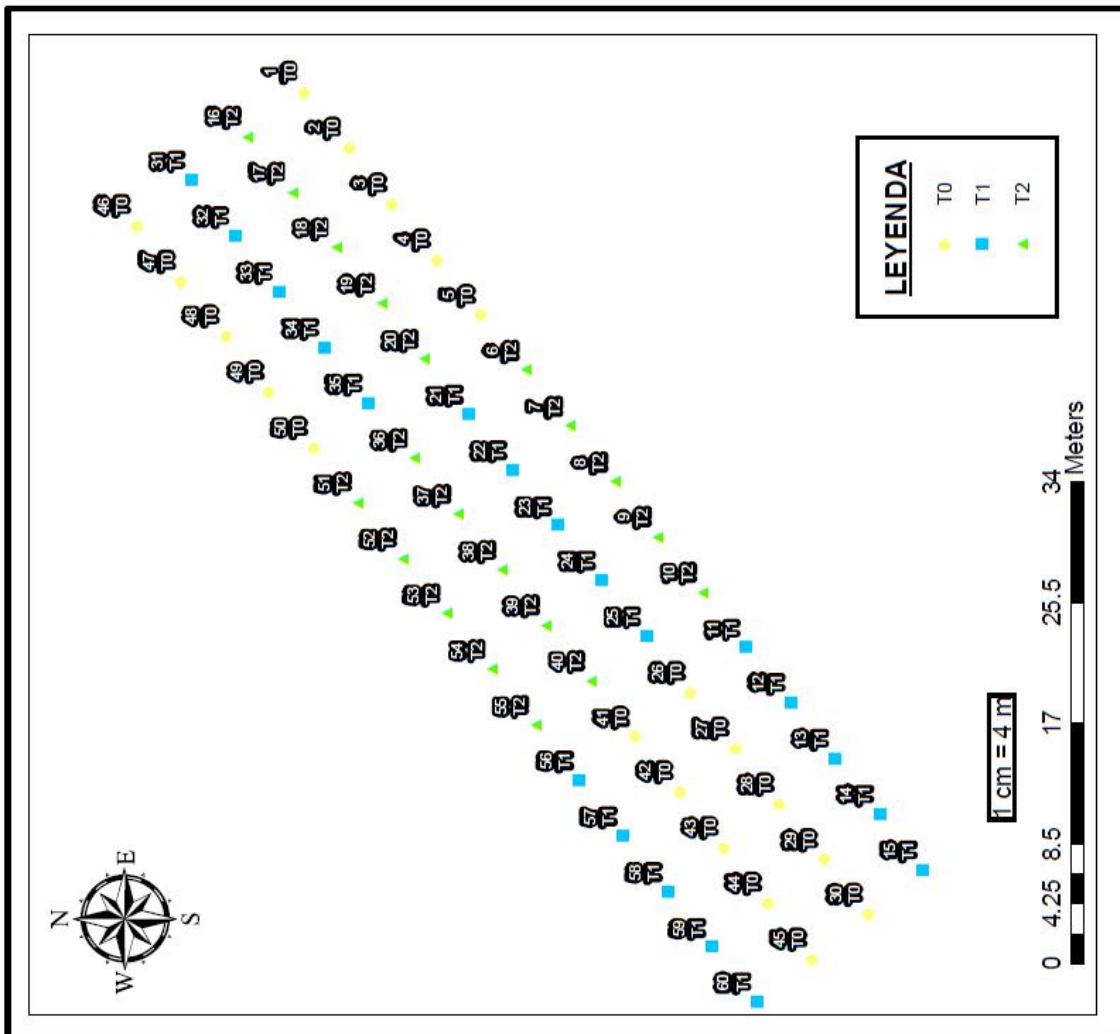 N
W E
S
46
T0
47
T0
48
T0
49
T0
50
T0
51
T2
52
T2
53
T2
54
T2
55
T2
56
T1
57
T1
58
T1
59
T1
60
T1
31
T1
32
T1
33
T1
34
T1
35
T1
36
T2
37
T2
38
T2
39
T2
40
T2
41
T0
42
T0
43
T0
44
T0
45
T0
16
T2
17
T2
18
T2
19
T2
20
T2
21
T1
22
T1
23
T1
24
T1
25
T1
26
T0
27
T0
28
T0
29
T0
30
T0
1
T0
2
T0
3
T0
4
T0
5
T0
6
T2
7
T2
8
T2
9
T2
10
T2
11
T1
12
T1
13
T1
14
T1
15
T1
LEYENDA
T0
T1
T2
1 cm = 4 m
0 4.25 8.5 17 25.5 34
Meters